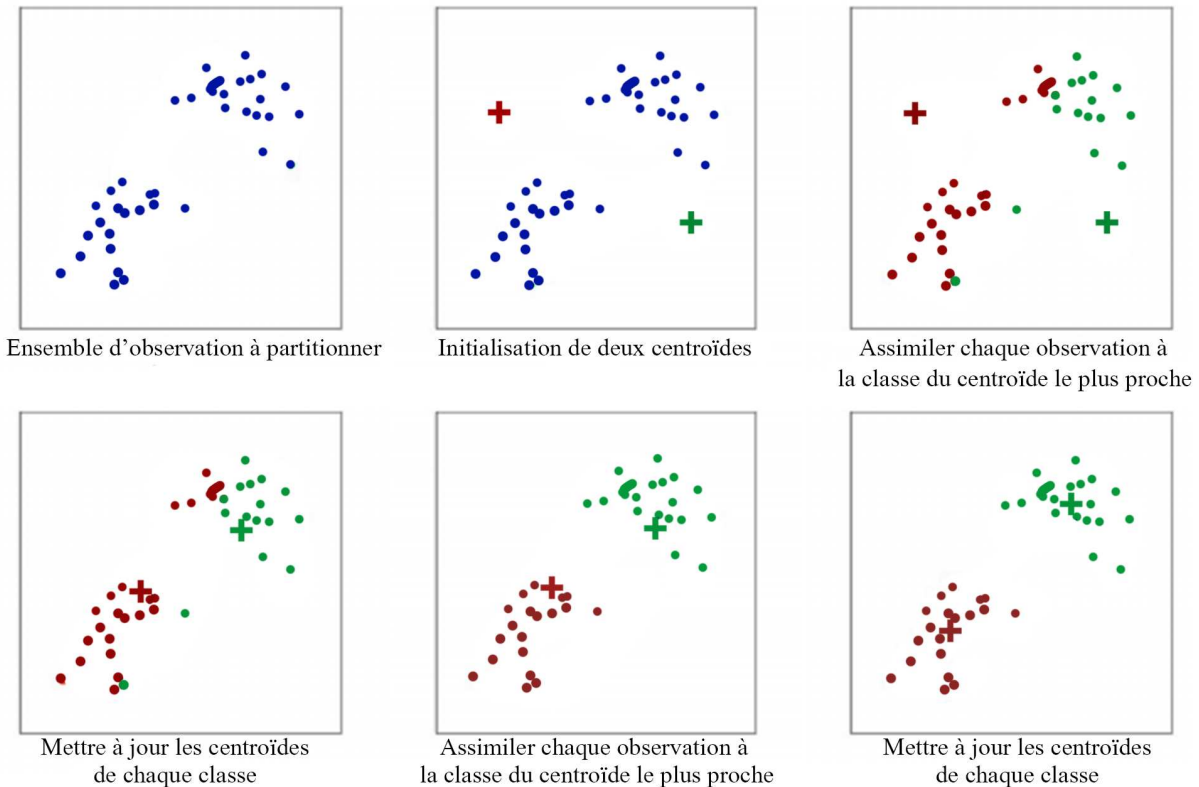 Ensemble d'observation à partitionner
Initialisation de deux centroïdes
Assimiler chaque observation à
la classe du centroïde le plus proche
Mettre à jour les centroïdes
de chaque classe
Assimiler chaque observation à
la classe du centroïde le plus proche
Mettre à jour les centroïdes
de chaque classe